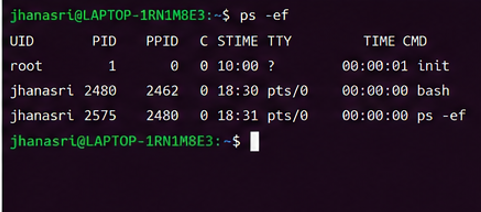 jhanasri@LAPTOP-1RN1M8E3:~$ ps -ef
UID PID PPID C STIME TTY TIME CMD
root 1 0 0 10:00 ? 00:00:01 init
jhanasri 2480 2462 0 18:30 pts/0 00:00:00 bash
jhanasri 2575 2480 0 18:31 pts/0 00:00:00 ps -ef
jhanasri@LAPTOP-1RN1M8E3:~$